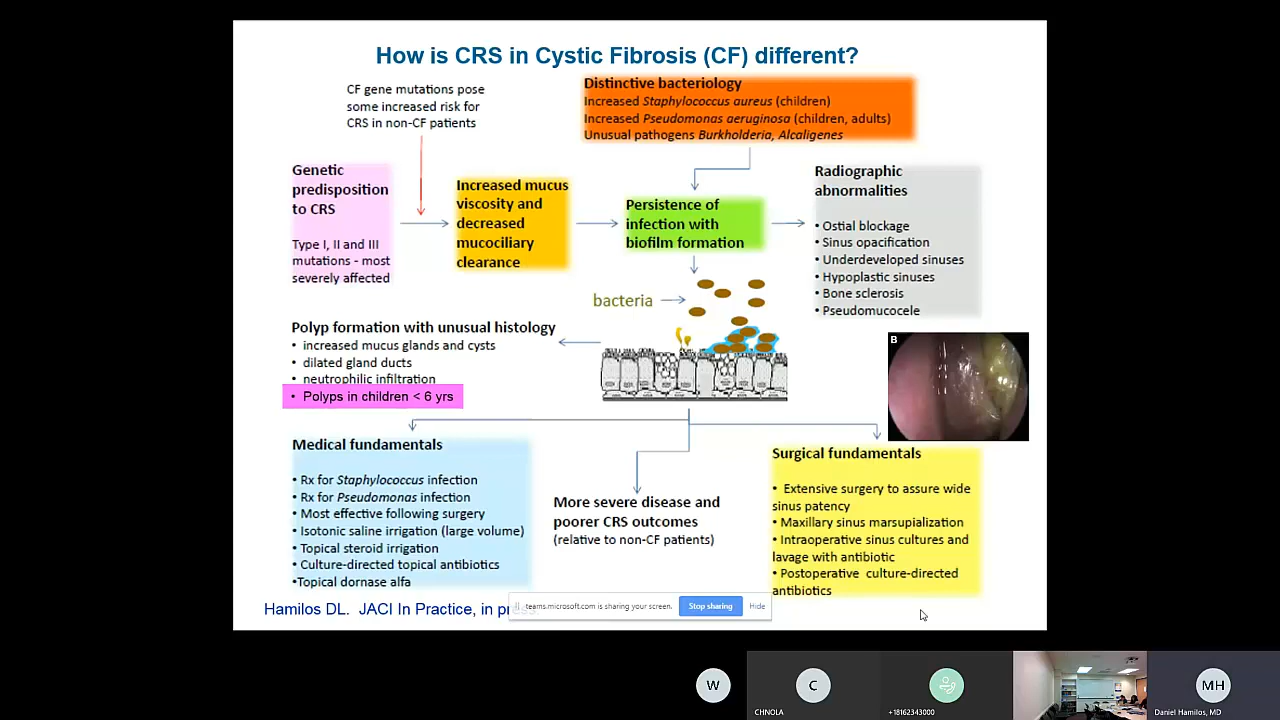 How is CRS in Cystic Fibrosis (CF) different?
CF gene mutations pose
some increased risk for
CRS in non-CF patients
Distinctive bacteriology
Increased Staphylococcus aureus (children)
Increased Pseudomonas aeruginosa (children, adults)
Unusual pathogens Burkholderia, Alcaligenes
Genetic
predisposition
to CRS
Type I, II and III
mutations - most
severely affected
Increased mucus
viscosity and
decreased
mucociliary
clearance
Persistence of
infection with
biofilm formation
Radiographic
abnormalities
• Ostial blockage
• Sinus opacification
• Underdeveloped sinuses
• Hypoplastic sinuses
• Bone sclerosis
• Pseudomucocele
bacteria
Polyp formation with unusual histology
• increased mucus glands and cysts
• dilated gland ducts
• neutrophilic infiltration
• Polyps in children < 6 yrs
B
Medical fundamentals
• Rx for Staphylococcus infection
• Rx for Pseudomonas infection
• Most effective following surgery
• Isotonic saline irrigation (large volume)
• Topical steroid irrigation
• Culture-directed topical antibiotics
•Topical dornase alfa
More severe disease and
poorer CRS outcomes
(relative to non-CF patients)
Surgical fundamentals
• Extensive surgery to assure wide
sinus patency
• Maxillary sinus marsupialization
• Intraoperative sinus cultures and
lavage with antibiotic
• Postoperative culture-directed
antibiotics
Hamilos DL. JACI In Practice, in press
teams.microsoft.com is sharing your screen. Stop sharing Hide
W
C
MH
CHNOLA
+18162343000
Daniel Hamilos, MD